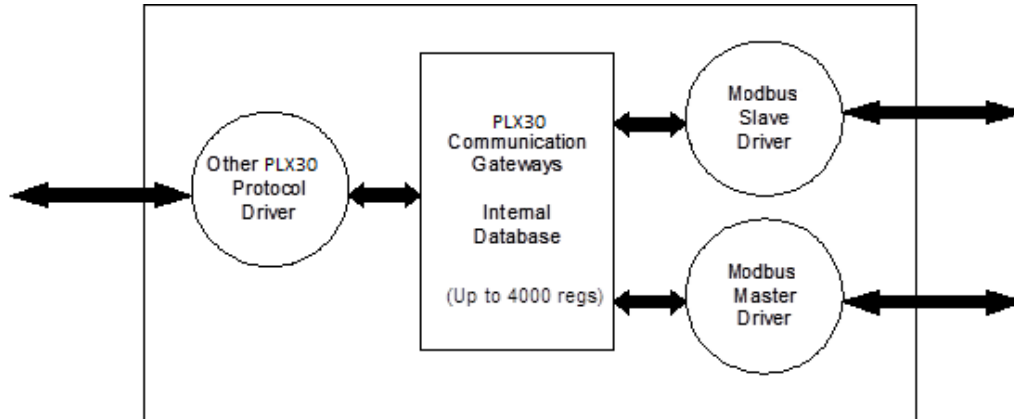 Other PLX30
Protocol
Driver
PLX30
Communication
Gateways
Internal
Database
(Up to 4000 regs)
Modbus
Slave
Driver
Modbus
Master
Driver